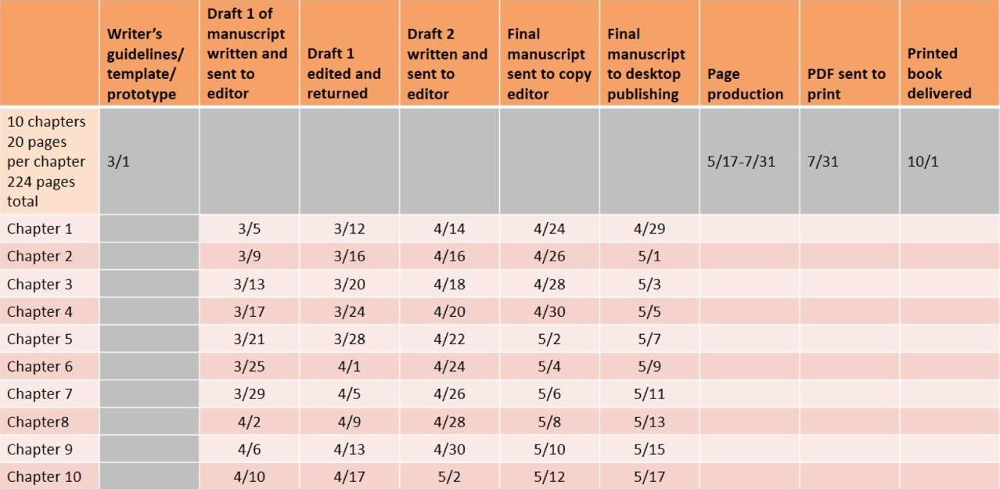 Writer's guidelines/ template/ prototype
Draft 1 of manuscript written and sent to editor
Draft 1 edited and returned
Draft 2 written and sent to editor
Final manuscript sent to copy editor
Final manuscript to desktop publishing
Page production
PDF sent to print
Printed book delivered
10 chapters
20 pages
per chapter
224 pages
total
3/1
5/17-7/31
7/31
10/1
Chapter 1 3/5 3/12 4/14 4/24 4/29
Chapter 2 3/9 3/16 4/16 4/26 5/1
Chapter 3 3/13 3/20 4/18 4/28 5/3
Chapter 4 3/17 3/24 4/20 4/30 5/5
Chapter 5 3/21 3/28 4/22 5/2 5/7
Chapter 6 3/25 4/1 4/24 5/4 5/9
Chapter 7 3/29 4/5 4/26 5/6 5/11
Chapter8 4/2 4/9 4/28 5/8 5/13
Chapter 9 4/6 4/13 4/30 5/10 5/15
Chapter 10 4/10 4/17 5/2 5/12 5/17